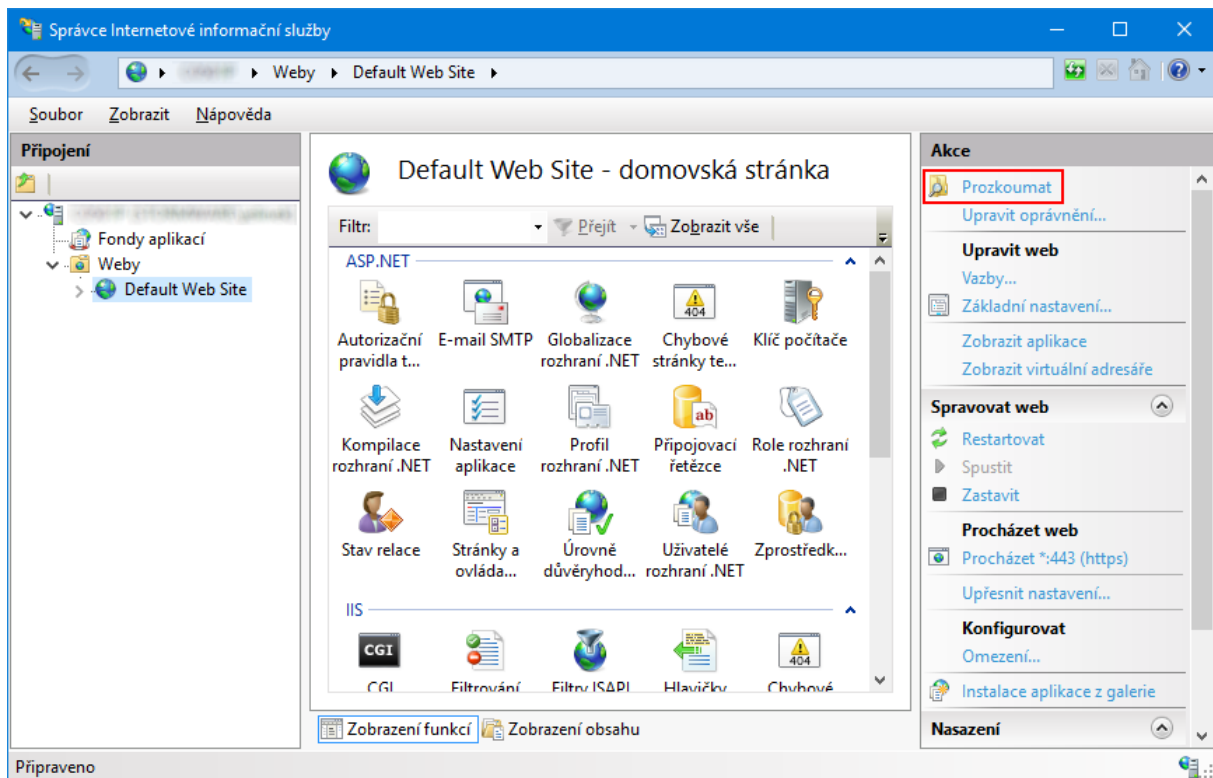 Správce Internetové informační služby
Weby
Default Web Site
Soubor Zobrazit Nápověda
Připojení
Fondy aplikací
Weby
Default Web Site
Default Web Site - domovská stránka
Filtr: Přejít Zobrazit vše
ASP.NET
Autorizační pravidla t...
E-mail SMTP
Globalizace rozhraní .NET
Chybové stránky te...
Klíč počítače
Kompilace rozhraní .NET
Nastavení aplikace
Profil rozhraní .NET
Připojovací řetězce
Role rozhraní .NET
Stav relace
Stránky a ovláda...
Úrovně důvěryhod...
Uživatelé rozhraní .NET
Zprostředk...
IIS
CGI
Filtrování
Filtry ISAPI
Hlavičky
Chybové
Zobrazení funkcí Zobrazení obsahu
Akce
Prozkoumat
Upravit oprávnění...
Upravit web
Vazby...
Základní nastavení...
Zobrazit aplikace
Zobrazit virtuální adresáře
Spravovat web
Restartovat
Spustit
Zastavit
Procházet web
Procházet *:443 (https)
Upřesnit nastavení...
Konfigurovat
Omezení...
Instalace aplikace z galerie
Nasazení
Připraveno